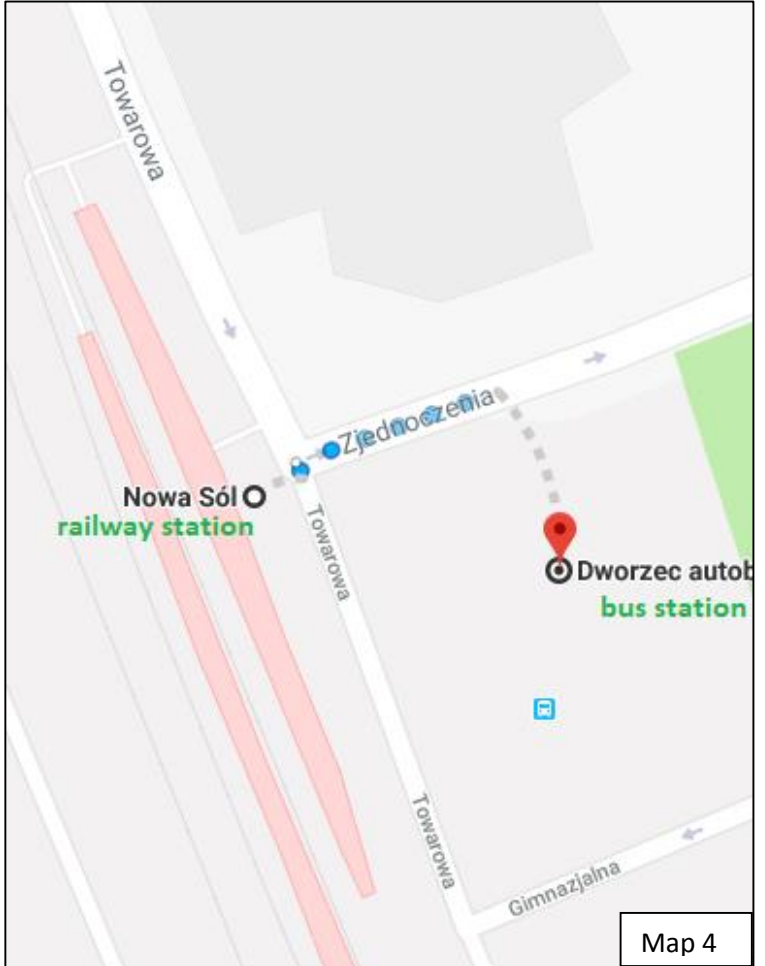 Towarowa
Zjednoczenia
Nowa Sól
railway station
Towarowa
Dworzec autob
bus station
Towarowa
Gimnazjalna
Map 4